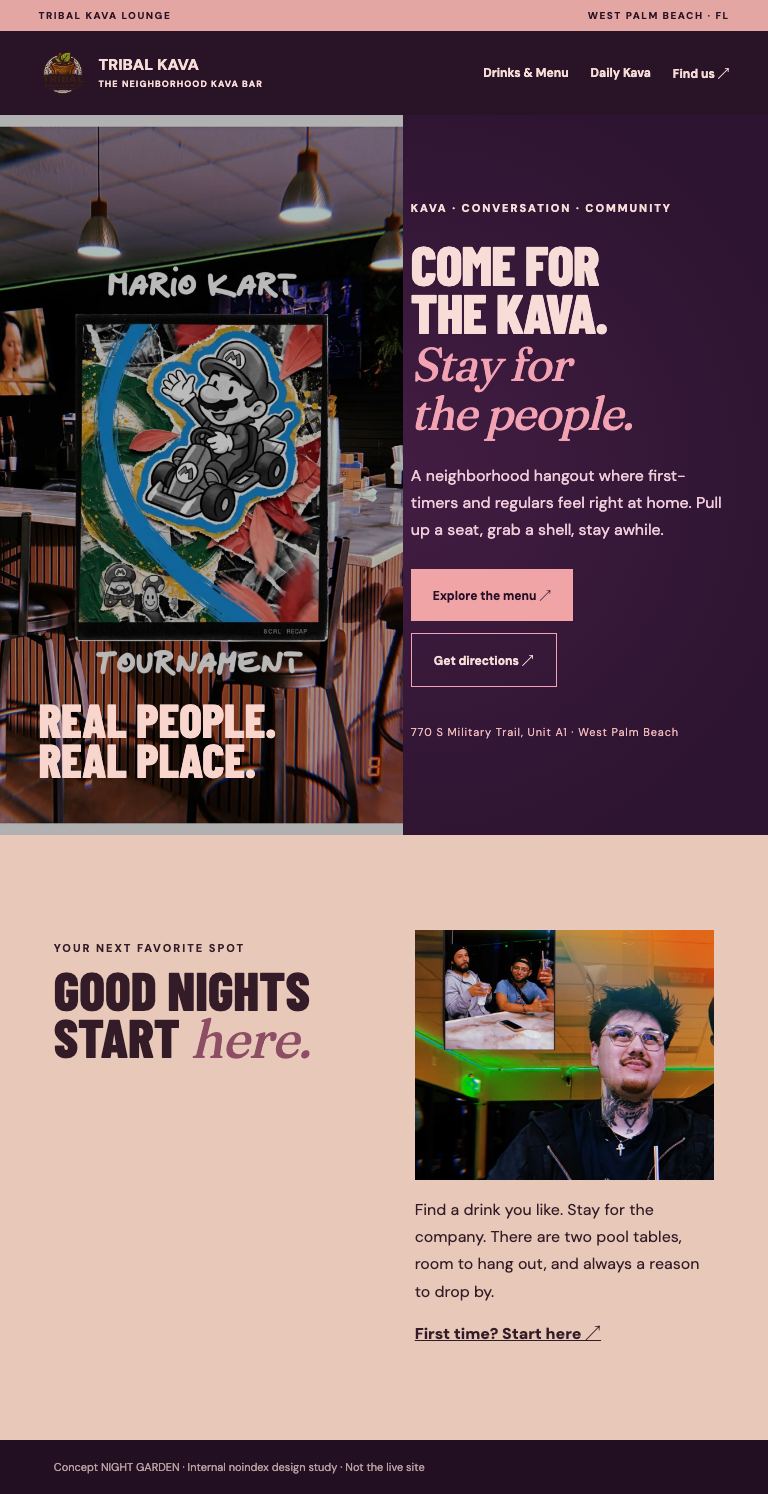 TRIBAL KAVA LOUNGE
WEST PALM BEACH · FL
TRIBAL KAVA
THE NEIGHBORHOOD KAVA BAR
Drinks & Menu
Daily Kava
Find us ↗
MARiO KART
M
M
SCRL RECAP
TOURNAMENT
REAL PEOPLE.
REAL PLACE.
KAVA · CONVERSATION · COMMUNITY
COME FOR
THE KAVA.
Stay for
the people.
A neighborhood hangout where first-
timers and regulars feel right at home. Pull
up a seat, grab a shell, stay awhile.
Explore the menu ↗
Get directions ↗
770 S Military Trail, Unit A1 · West Palm Beach
YOUR NEXT FAVORITE SPOT
GOOD NIGHTS
START here.
Find a drink you like. Stay for the
company. There are two pool tables,
room to hang out, and always a reason
to drop by.
First time? Start here ↗
Concept NIGHT GARDEN · Internal noindex design study · Not the live site